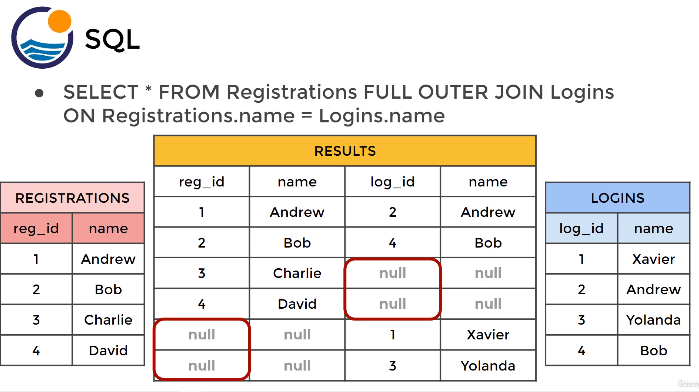 SQL
● SELECT * FROM Registrations FULL OUTER JOIN Logins
ON Registrations.name = Logins.name
RESULTS
reg_id name log_id name
1 Andrew 2 Andrew
2 Bob 4 Bob
3 Charlie null null
4 David null null
null null 1 Xavier
null null 3 Yolanda
REGISTRATIONS
reg_id name
1 Andrew
2 Bob
3 Charlie
4 David
LOGINS
log_id name
1 Xavier
2 Andrew
3 Yolanda
4 Bob